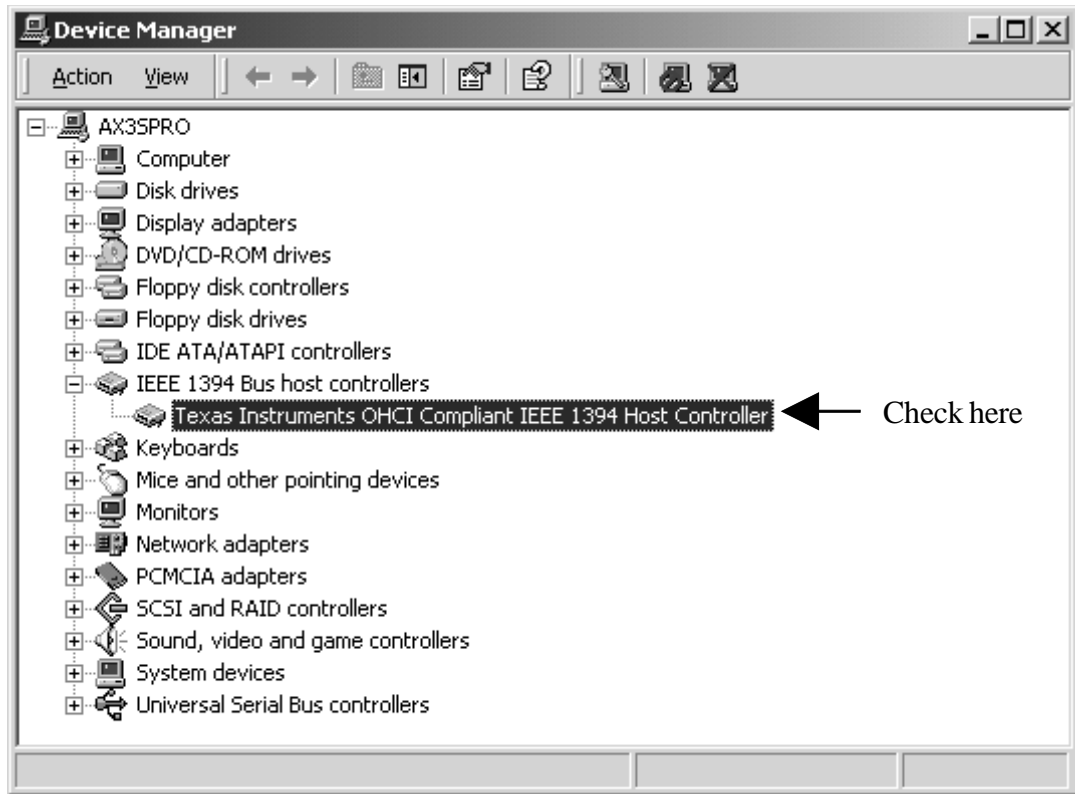 Device Manager
Action View
AX3SPRO
Computer
Disk drives
Display adapters
DVD/CD-ROM drives
Floppy disk controllers
Floppy disk drives
IDE ATA/ATAPI controllers
IEEE 1394 Bus host controllers
Texas Instruments OHCI Compliant IEEE 1394 Host Controller Check here
Keyboards
Mice and other pointing devices
Monitors
Network adapters
PCMCIA adapters
SCSI and RAID controllers
Sound, video and game controllers
System devices
Universal Serial Bus controllers